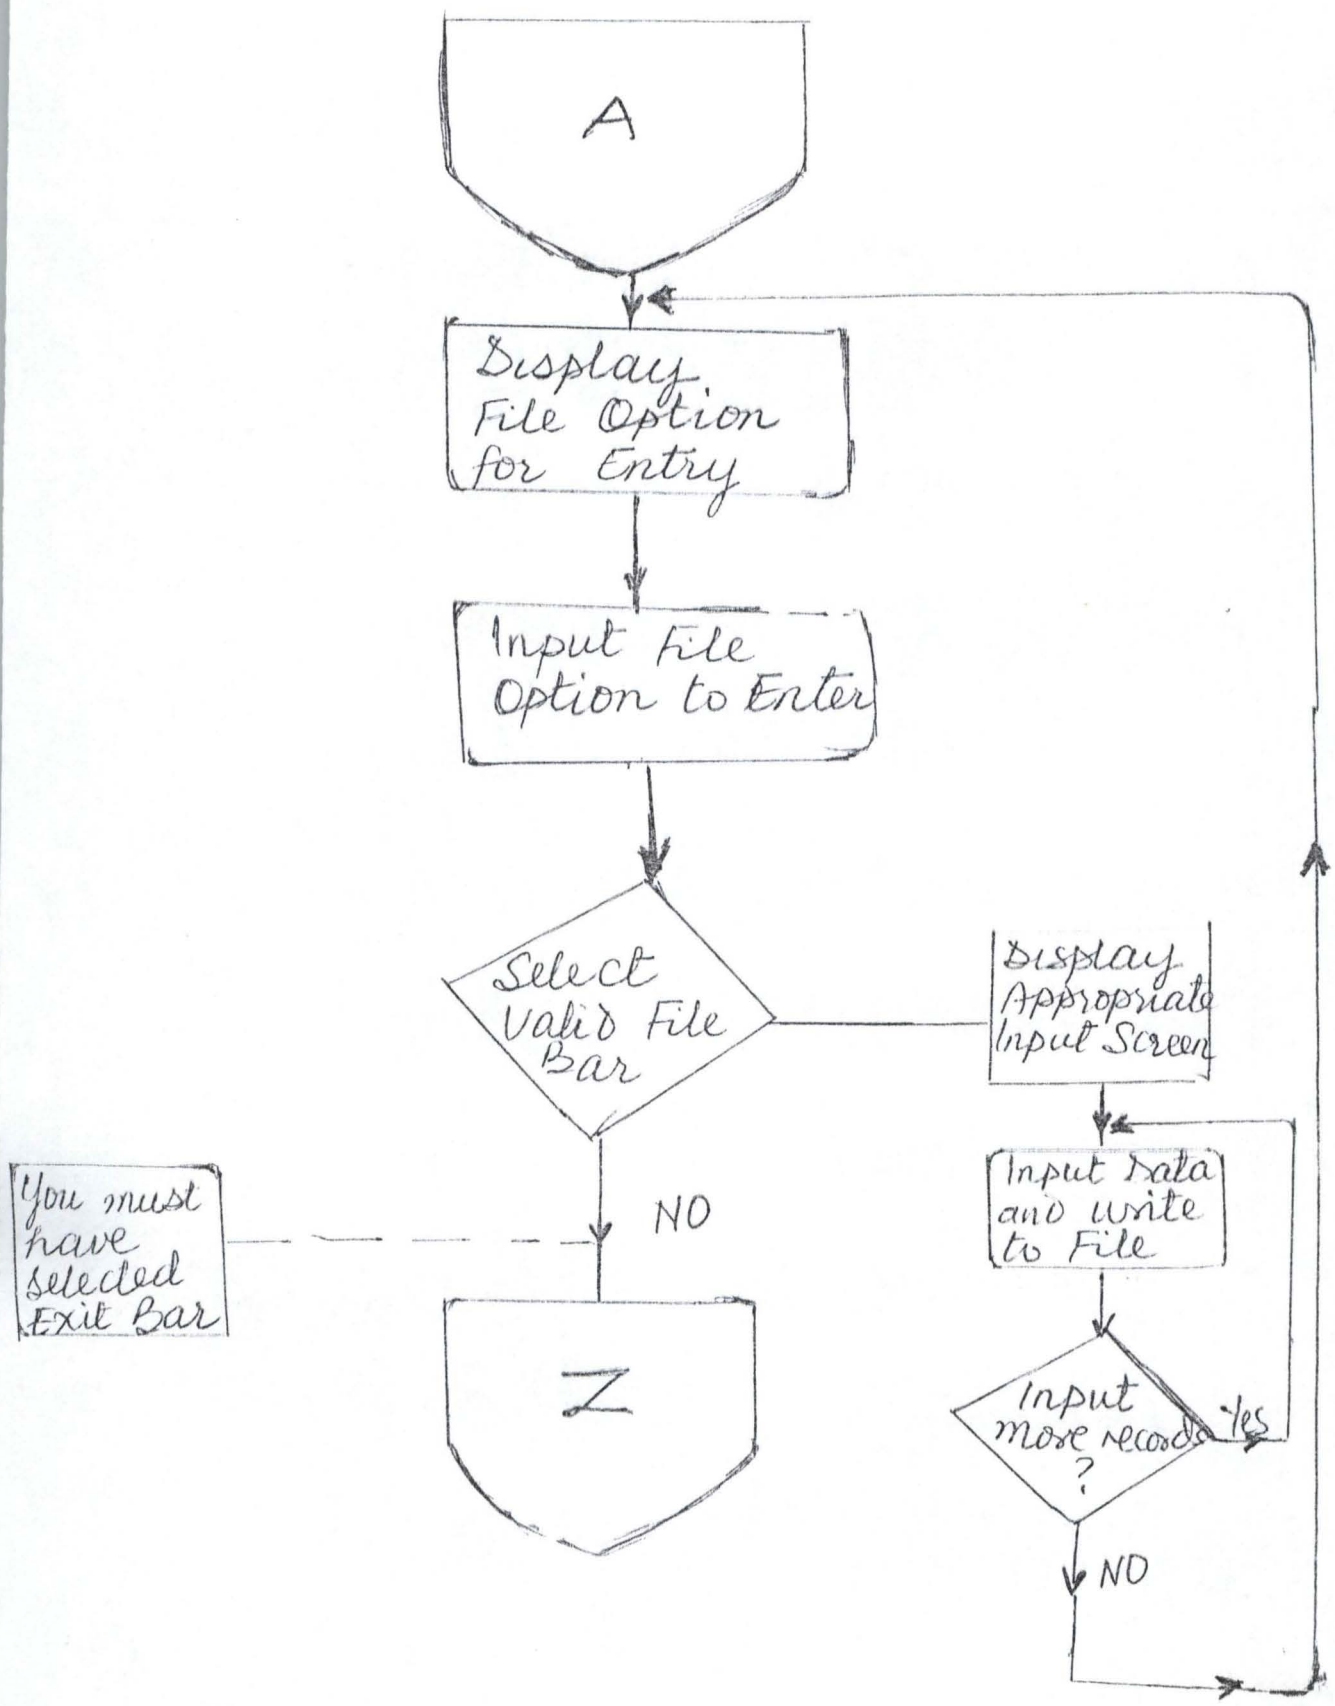 A
Display
File Option
for Entry
Input File
Option to Enter
Select
Valid File
Bar
Display
Appropriate
Input Screen
Input Data
and write
to File
Input
More records
?
Yes
NO
NO
You must
have
selected
Exit Bar
Z